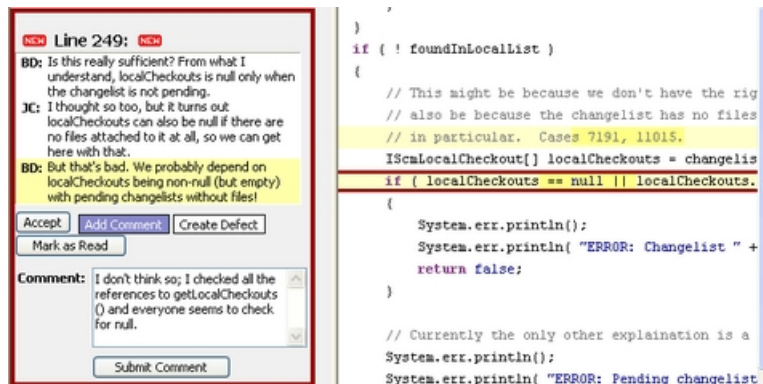 NEW Line 249: NEW
BD: Is this really sufficient? From what I
understand, localCheckouts is null only when
the changelist is not pending.
JC: I thought so too, but it turns out
localCheckouts can also be null if there are
no files attached to it at all, so we can get
here with that.
BD: But that's bad. We probably depend on
localCheckouts being non-null (but empty)
with pending changelists without files!
Accept Add Comment Create Defect
Mark as Read
Comment: I don't think so; I checked all the
references to getLocalCheckouts
() and everyone seems to check
for null.
Submit Comment
}
}
if ( ! foundInLocalList )
{
// This might be because we don't have the rig
// also be because the changelist has no files
// in particular. Cases 7191, 11015.
IScmLocalCheckout[] localCheckouts = changelis
if ( localCheckouts == null || localCheckouts.
{
System.err.println();
System.err.println( "ERROR: Changelist " +
return false;
}
// Currently the only other explaination is a
System.err.println();
System.err.println( "ERROR: Pending changelist